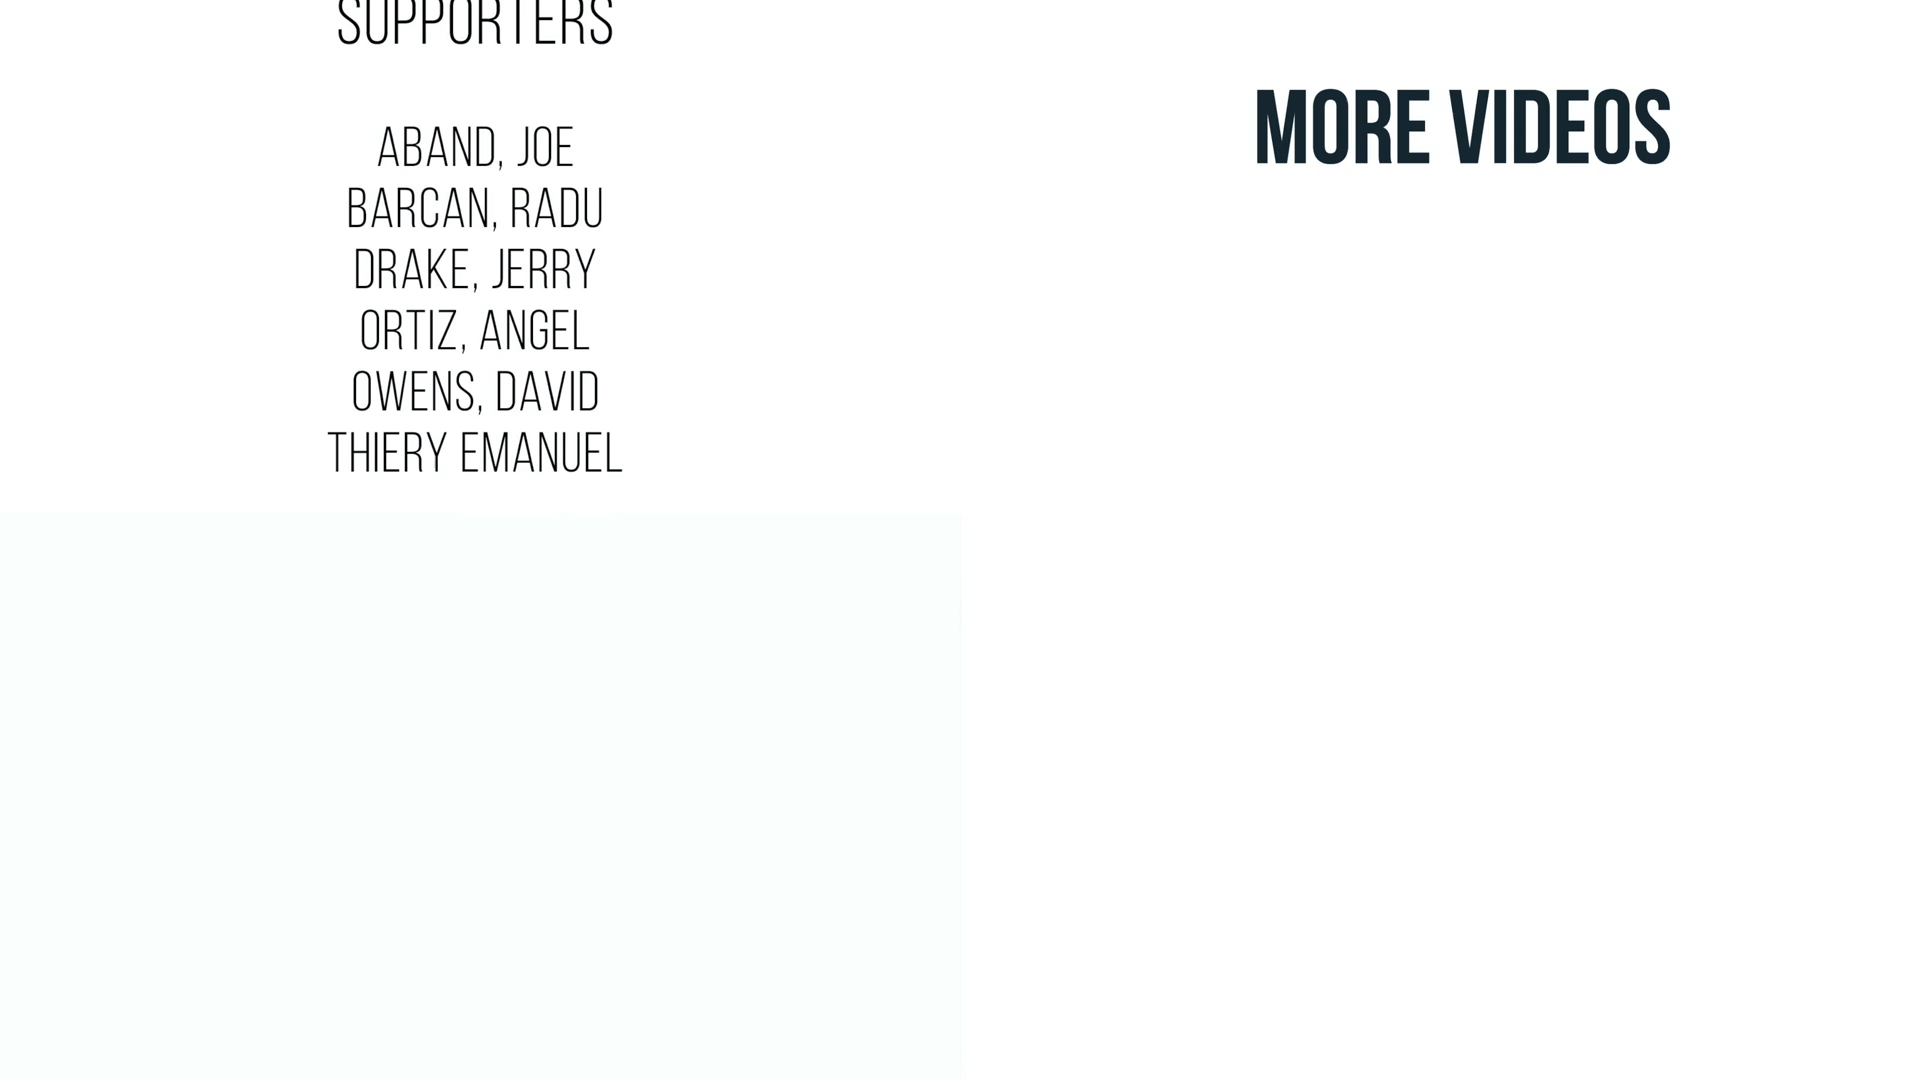 SUPPORTERS
ABAND, JOE
BARCAN, RADU
DRAKE, JERRY
ORTIZ, ANGEL
OWENS, DAVID
THIERY EMANUEL
MORE VIDEOS